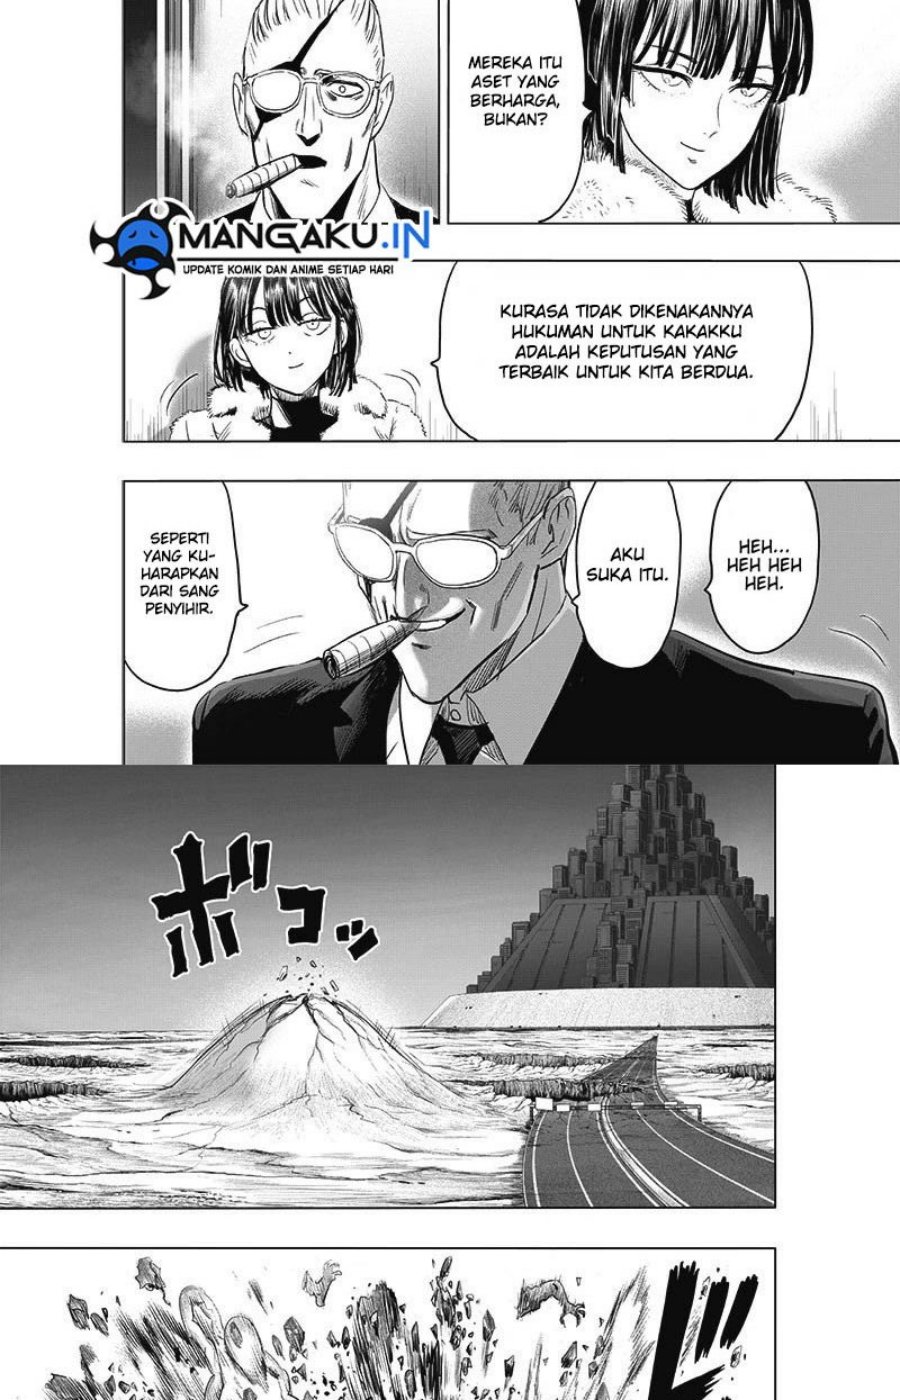 MEREKA ITU
ASET YANG
BERHARGA,
BUKAN?
MANGAKU.IN
UPDATE KOMIK DAN ANIME SETIAP HARI
KURASA TIDAK DIKENAKANNYA
HUKUMAN UNTUK KAKAKKU
ADALAH KEPUTUSAN YANG
TERBAIK UNTUK KITA BERDUA.
HEH...
HEH HEH
HEH.
AKU
SUKA ITU.
SEPERTI
YANG KU-
HARAPKAN
DARI SANG
PENYIHIR.
ボコッ
ド